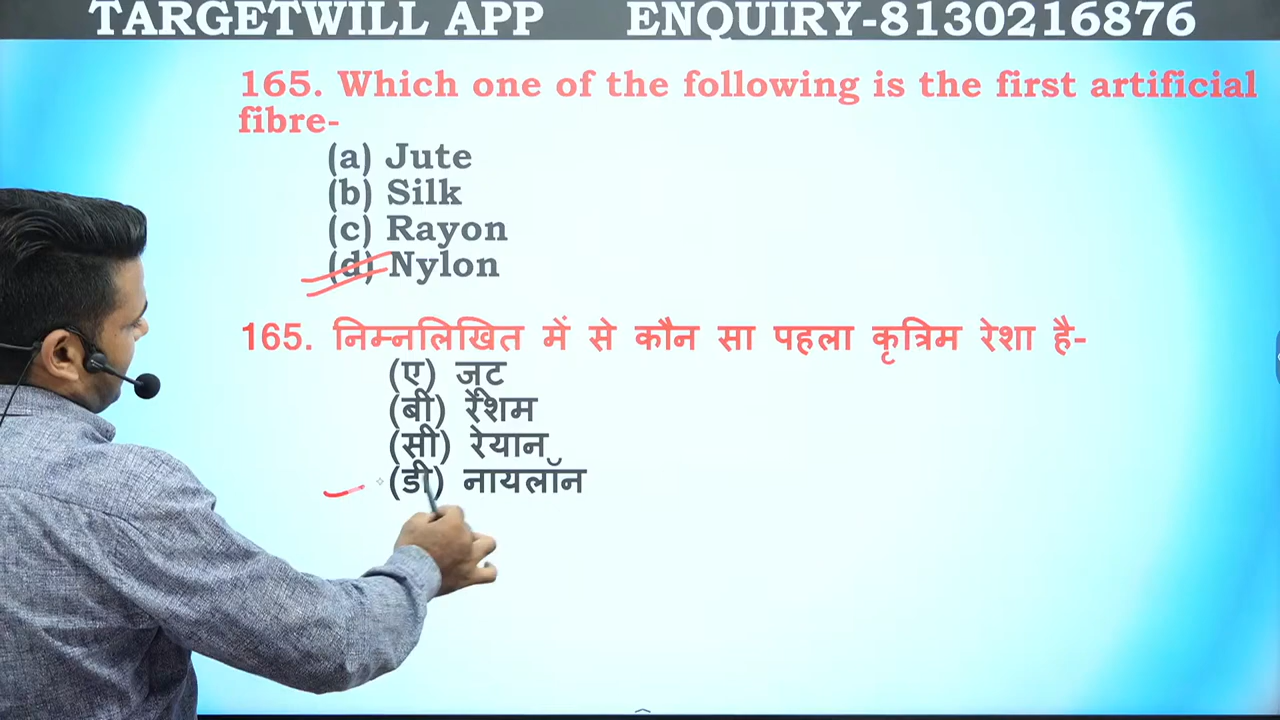 TARGETWILL APP ENQUIRY-8130216876
165. Which one of the following is the first artificial
fibre-
(a) Jute
(b) Silk
(c) Rayon
(d) Nylon
165. निम्नलिखित में से कौन सा पहला कृत्रिम रेशा है-
(ए) जूट
(बी) रेशम
(सी) रेयान
(डी) नायलॉन